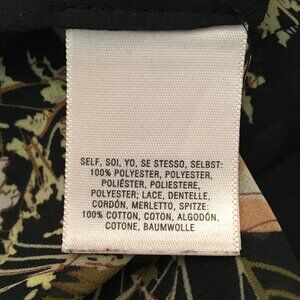 SELF, SOI, YO, SE STESSO, SELBST:
100% POLYESTER, POLYESTER,
POLIÉSTER, POLIESTERE,
POLYESTER; LACE, DENTELLE,
CORDÓN, MERLETTO, SPITZE:
100% COTTON, COTON, ALGODÓN,
COTONE, BAUMWOLLE